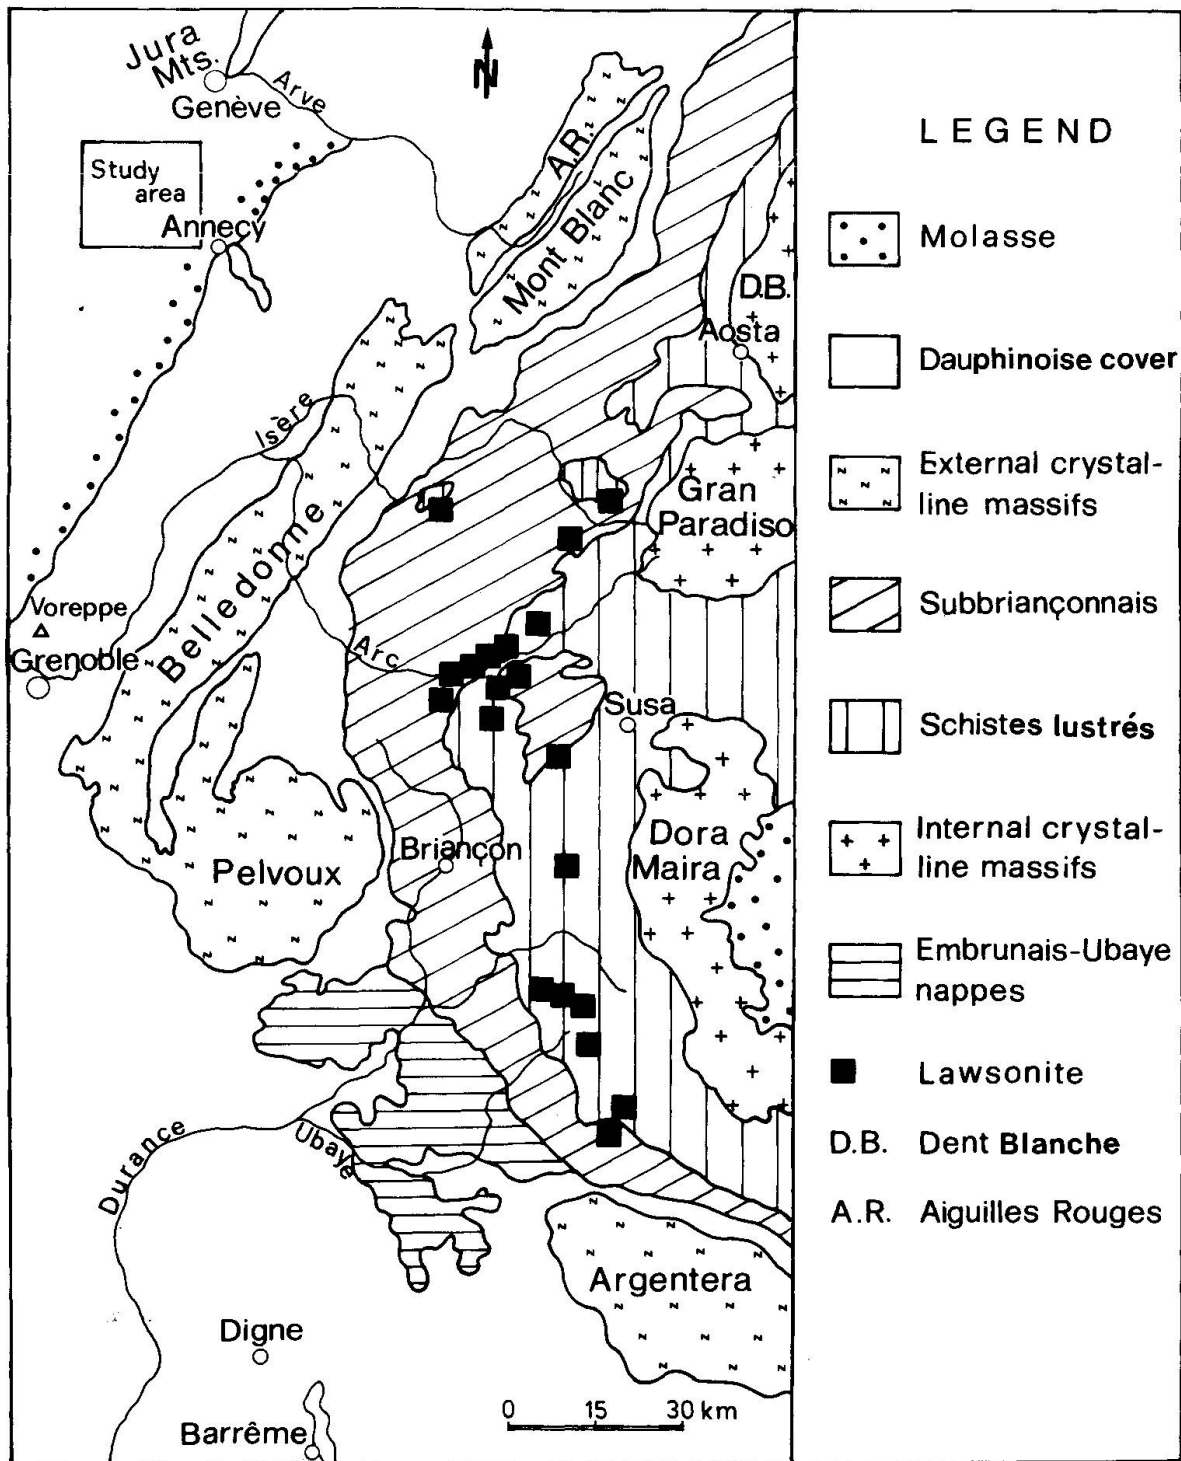 Jura
Mts.
Genève
Arve
N
Study
area
Annecy
A.R.
Mont Blanc
D.B.
Aosta
Isère
Gran
Paradiso
Belledonne
Voreppe
Grenoble
Arc
Susa
Briançon
Pelvoux
Dora
Maira
Durance
Ubaye
Argentera
Digne
Barrême
0 15 30 km
LEGEND
Molasse
Dauphinoise cover
External crystal-
line massifs
Subbriançonnais
Schistes lustrés
Internal crystal-
line massifs
Embrunais-Ubaye
nappes
Lawsonite
D.B. Dent Blanche
A.R. Aiguilles Rouges